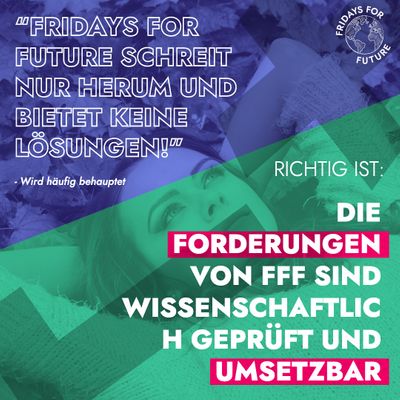 "FRIDAYS FOR
FUTURE SCHREIT
NUR HERUM UND
BIETET KEINE
LÖSUNGEN!"
- Wird häufig behauptet
FRIDAYS FOR
FUTURE
RICHTIG IST:
DIE
FORDERUNGEN
VON FFF SIND
WISSENSCHAFTLIC
H GEPRÜFT UND
UMSETZBAR